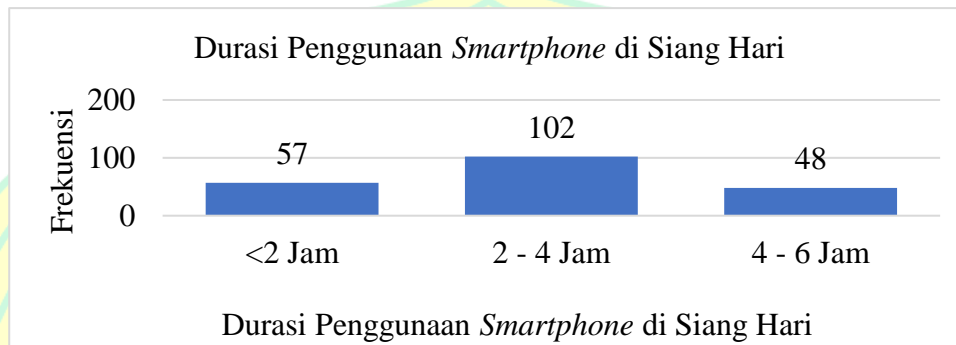 Durasi Penggunaan Smartphone di Siang Hari
Frekuensi
200
100
0
57
102
48
<2 Jam
2 - 4 Jam
4 - 6 Jam
Durasi Penggunaan Smartphone di Siang Hari